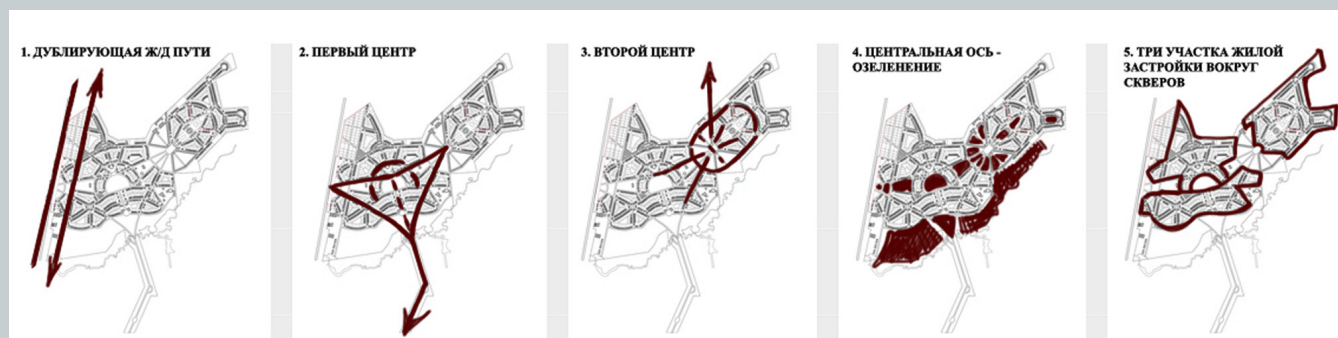 1. ДУБЛИРУЮЩАЯ Ж/Д ПУТИ
2. ПЕРВЫЙ ЦЕНТР
3. ВТОРОЙ ЦЕНТР
4. ЦЕНТРАЛЬНАЯ ОСЬ -
ОЗЕЛЕНЕНИЕ
5. ТРИ УЧАСТКА ЖИЛОЙ
ЗАСТРОЙКИ ВОКРУГ
СКВЕРОВ